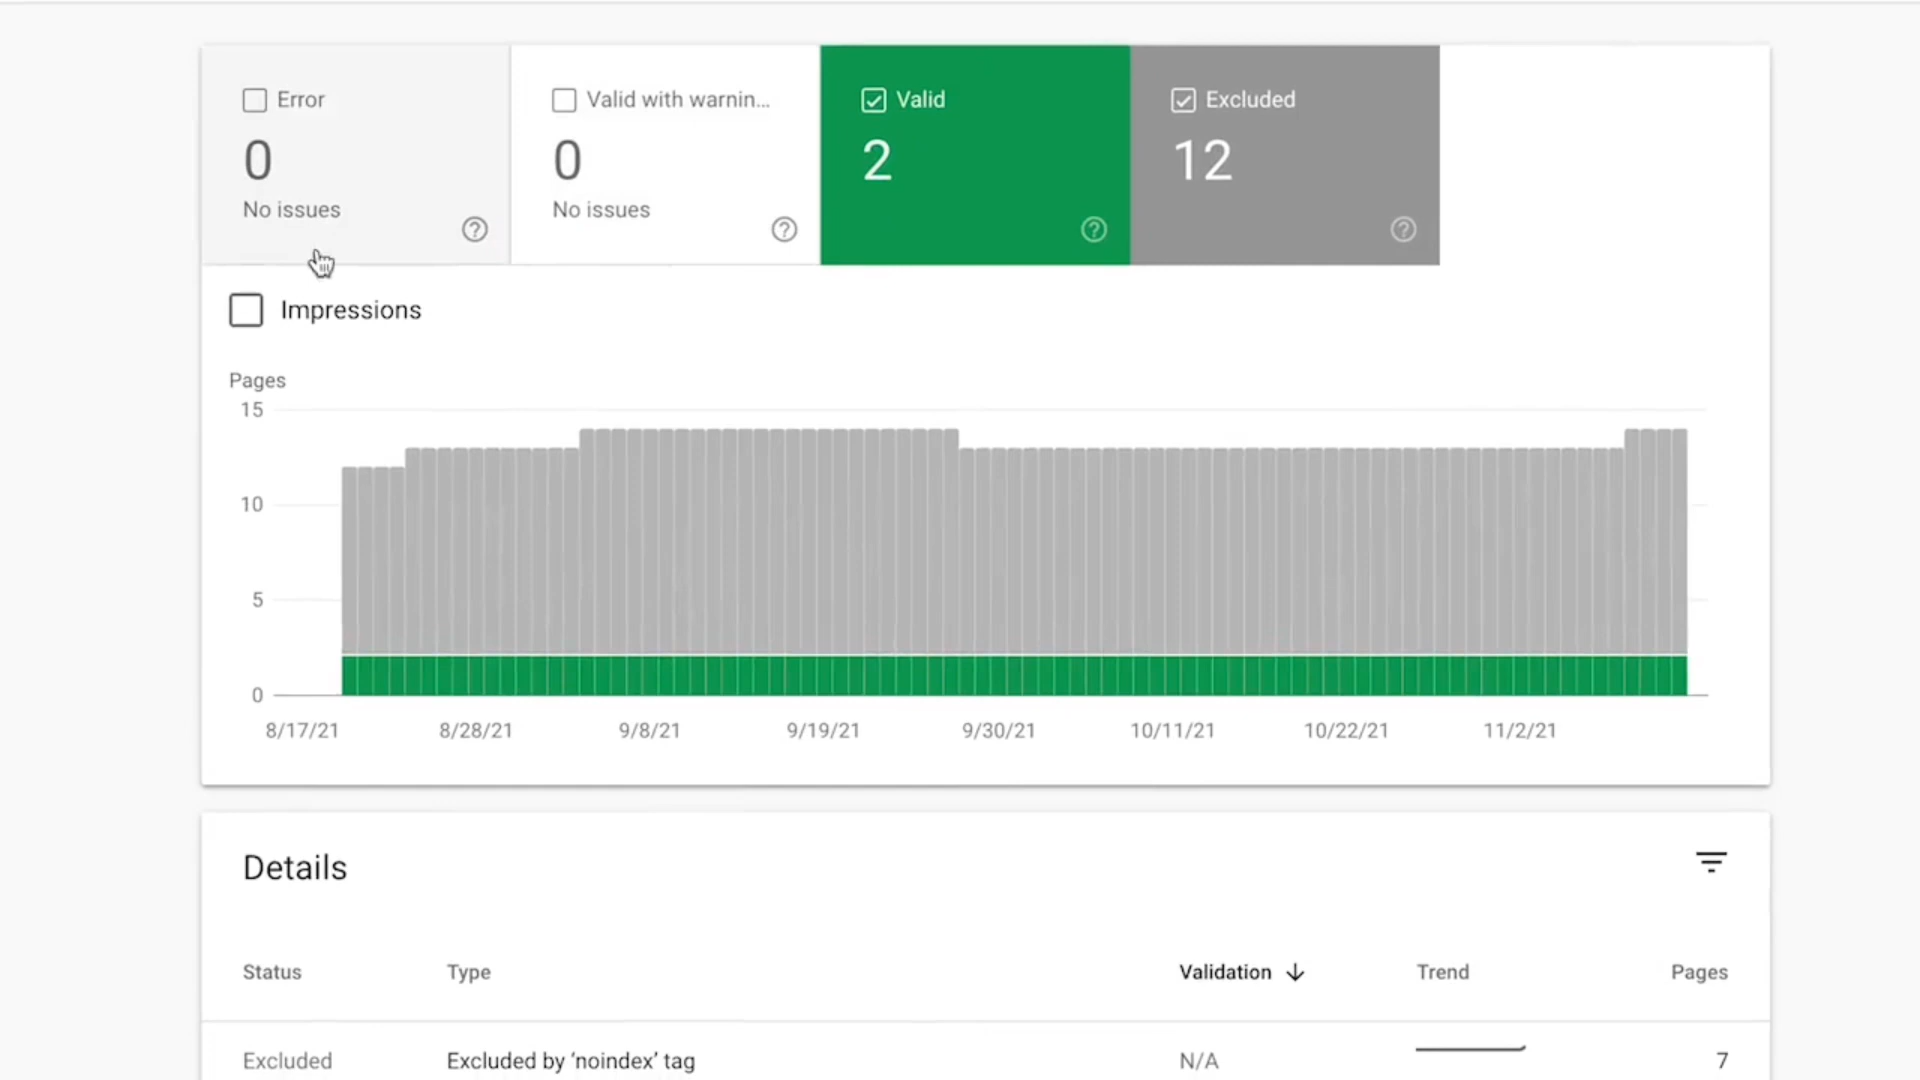 Error
0
No issues
Valid with warnin...
0
No issues
Valid
2
Excluded
12
Impressions
Pages
15
10
5
0
8/17/21 8/28/21 9/8/21 9/19/21 9/30/21 10/11/21 10/22/21 11/2/21
Details
Status Type Validation Trend Pages
Excluded Excluded by ‘noindex’ tag N/A 7